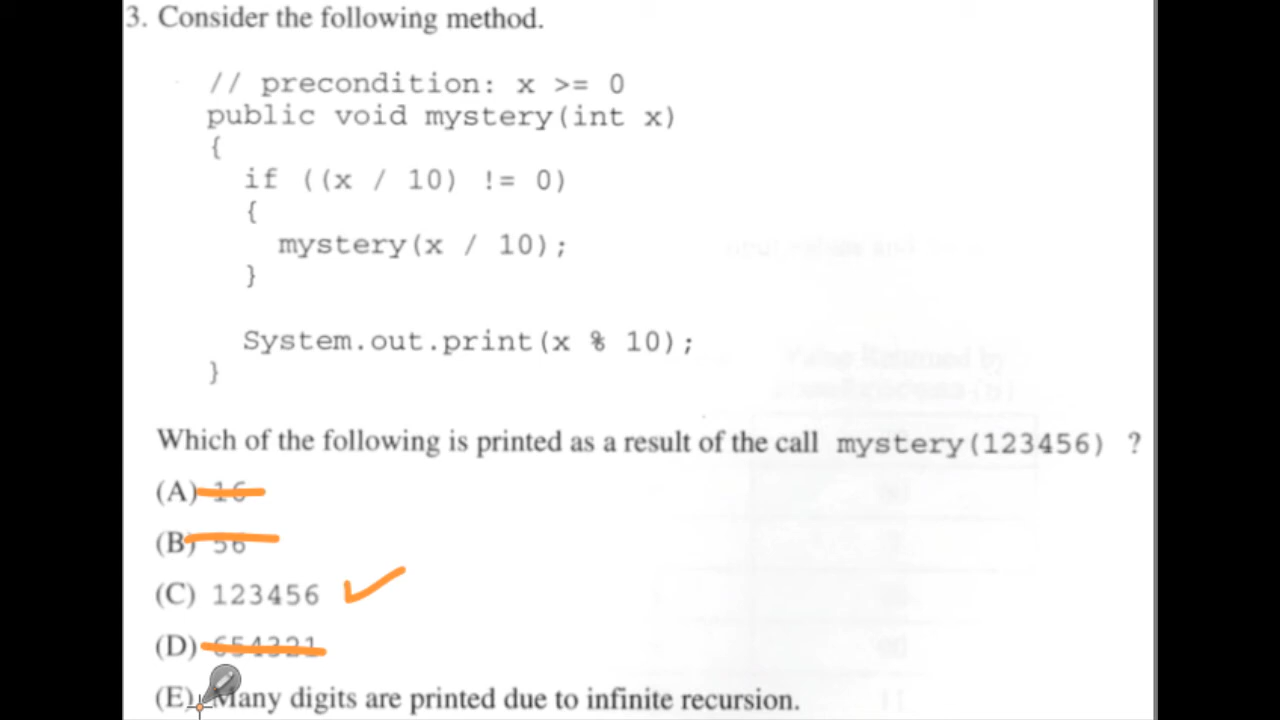 3. Consider the following method.
// precondition: x >= 0
public void mystery(int x)
{
if ((x / 10) != 0)
{
mystery(x / 10);
}
System.out.print(x % 10);
}
Which of the following is printed as a result of the call mystery(123456) ?
(A) 16
(B) 56
(C) 123456
(D) 654321
(E) Many digits are printed due to infinite recursion.